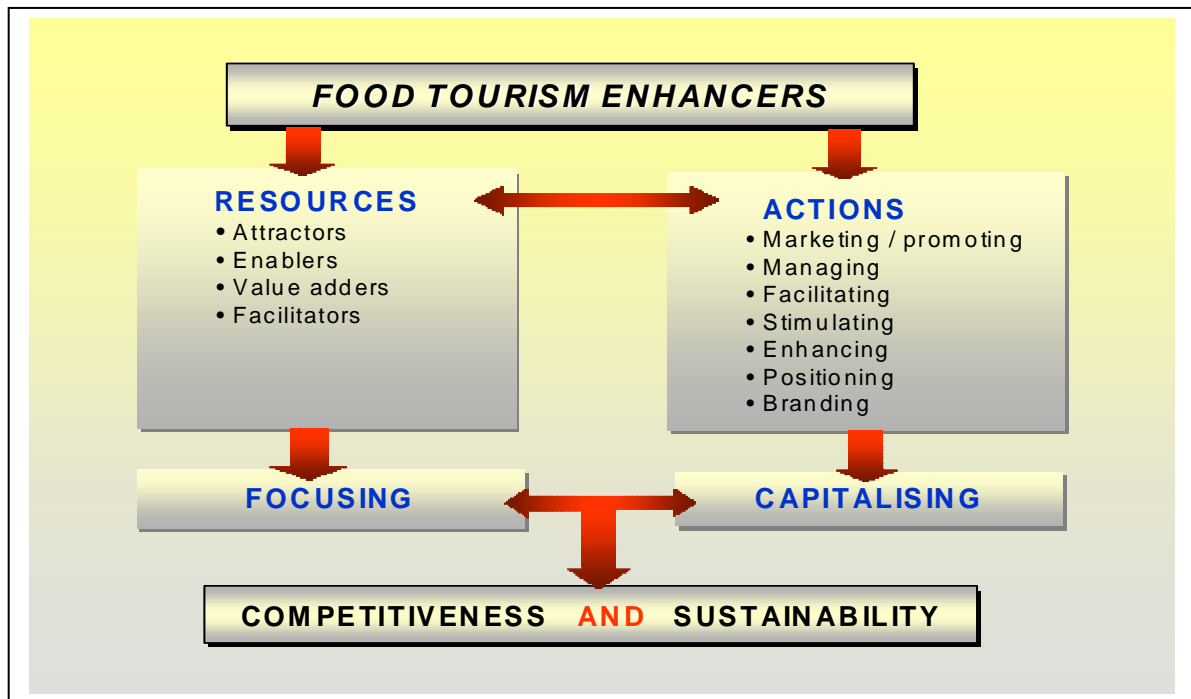 FOOD TOURISM ENHANCERS
RESOURCES
• Attractors
• Enablers
• Value adders
• Facilitators
ACTIONS
• Marketing / promoting
• Managing
• Facilitating
• Stimulating
• Enhancing
• Positioning
• Branding
FOCUSING
CAPITALISING
COMPETITIVENESS AND SUSTAINABILITY